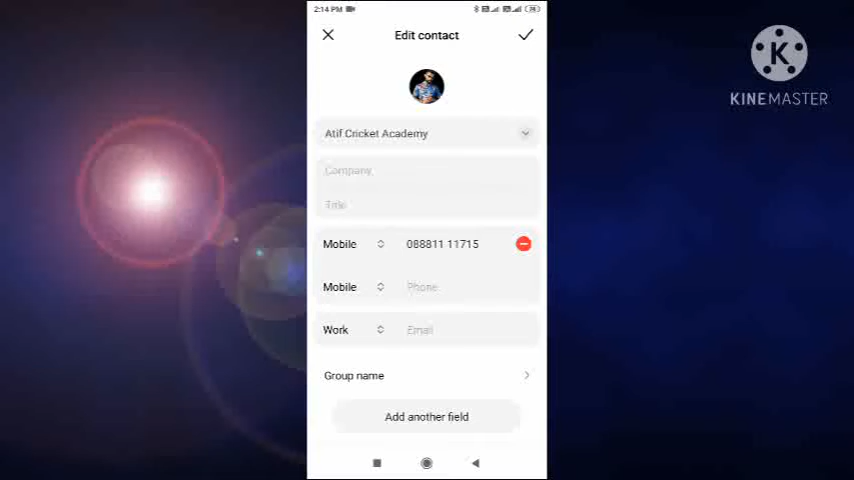 2:14 PM
Edit contact
KINEMASTER
Atif Cricket Academy
Company
Title
Mobile 088811 11715
Mobile Phone
Work Email
Group name
Add another field